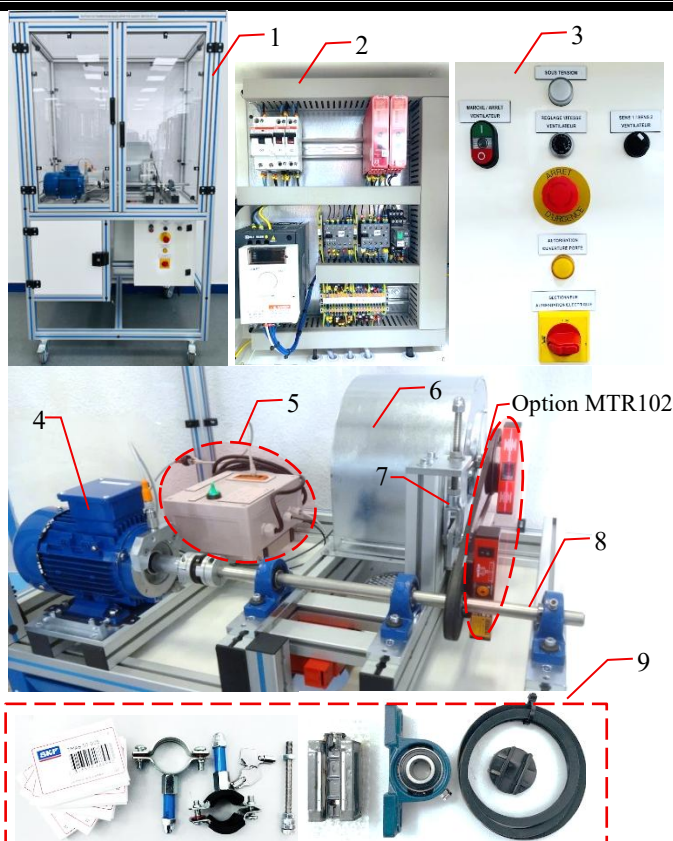 1
2
3
SOUS TENSION
MARCHE / ARRET
VENTILATEUR
REGLAGE VITESSE
VENTILATEUR
SENS 1 / SENS 2
VENTILATEUR
ARRET
D'URGENCE
AUTORISATION
OUVERTURE PORTE
SECTIONNEUR
ALIMENTATION ELECTRIQUE
4
5
6
Option MTR102
7
8
9
SKF